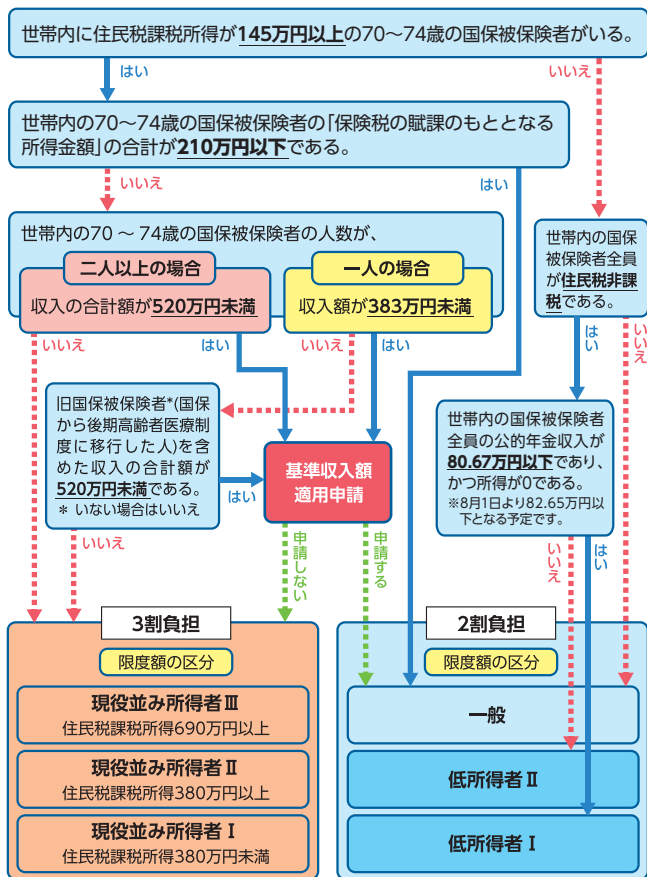 世帯内に住民税課税所得が145万円以上の70～74歳の国保被保険者がいる。
はい
いいえ
世帯内の70～74歳の国保被保険者の「保険税の賦課のもととなる
所得金額」の合計が210万円以下である。
いいえ
はい
世帯内の70 ～ 74歳の国保被保険者の人数が、
二人以上の場合
収入の合計額が520万円未満
一人の場合
収入額が383万円未満
世帯内の国保
被保険者全員
が住民税非課
税である。
いいえ
はい
いいえ
はい
はい
いいえ
旧国保被保険者*(国保
から後期高齢者医療制
度に移行した人)を含
めた収入の合計額が
520万円未満である。
* いない場合はいいえ
はい
いいえ
基準収入額
適用申請
世帯内の国保被保険者
全員の公的年金収入が
80.67万円以下であり、
かつ所得が0である。
※8月1日より82.65万円以
下となる予定です。
申請しない
申請する
いいえ
はい
3割負担
限度額の区分
現役並み所得者Ⅲ
住民税課税所得690万円以上
現役並み所得者Ⅱ
住民税課税所得380万円以上
現役並み所得者Ⅰ
住民税課税所得380万円未満
2割負担
限度額の区分
一般
低所得者Ⅱ
低所得者Ⅰ